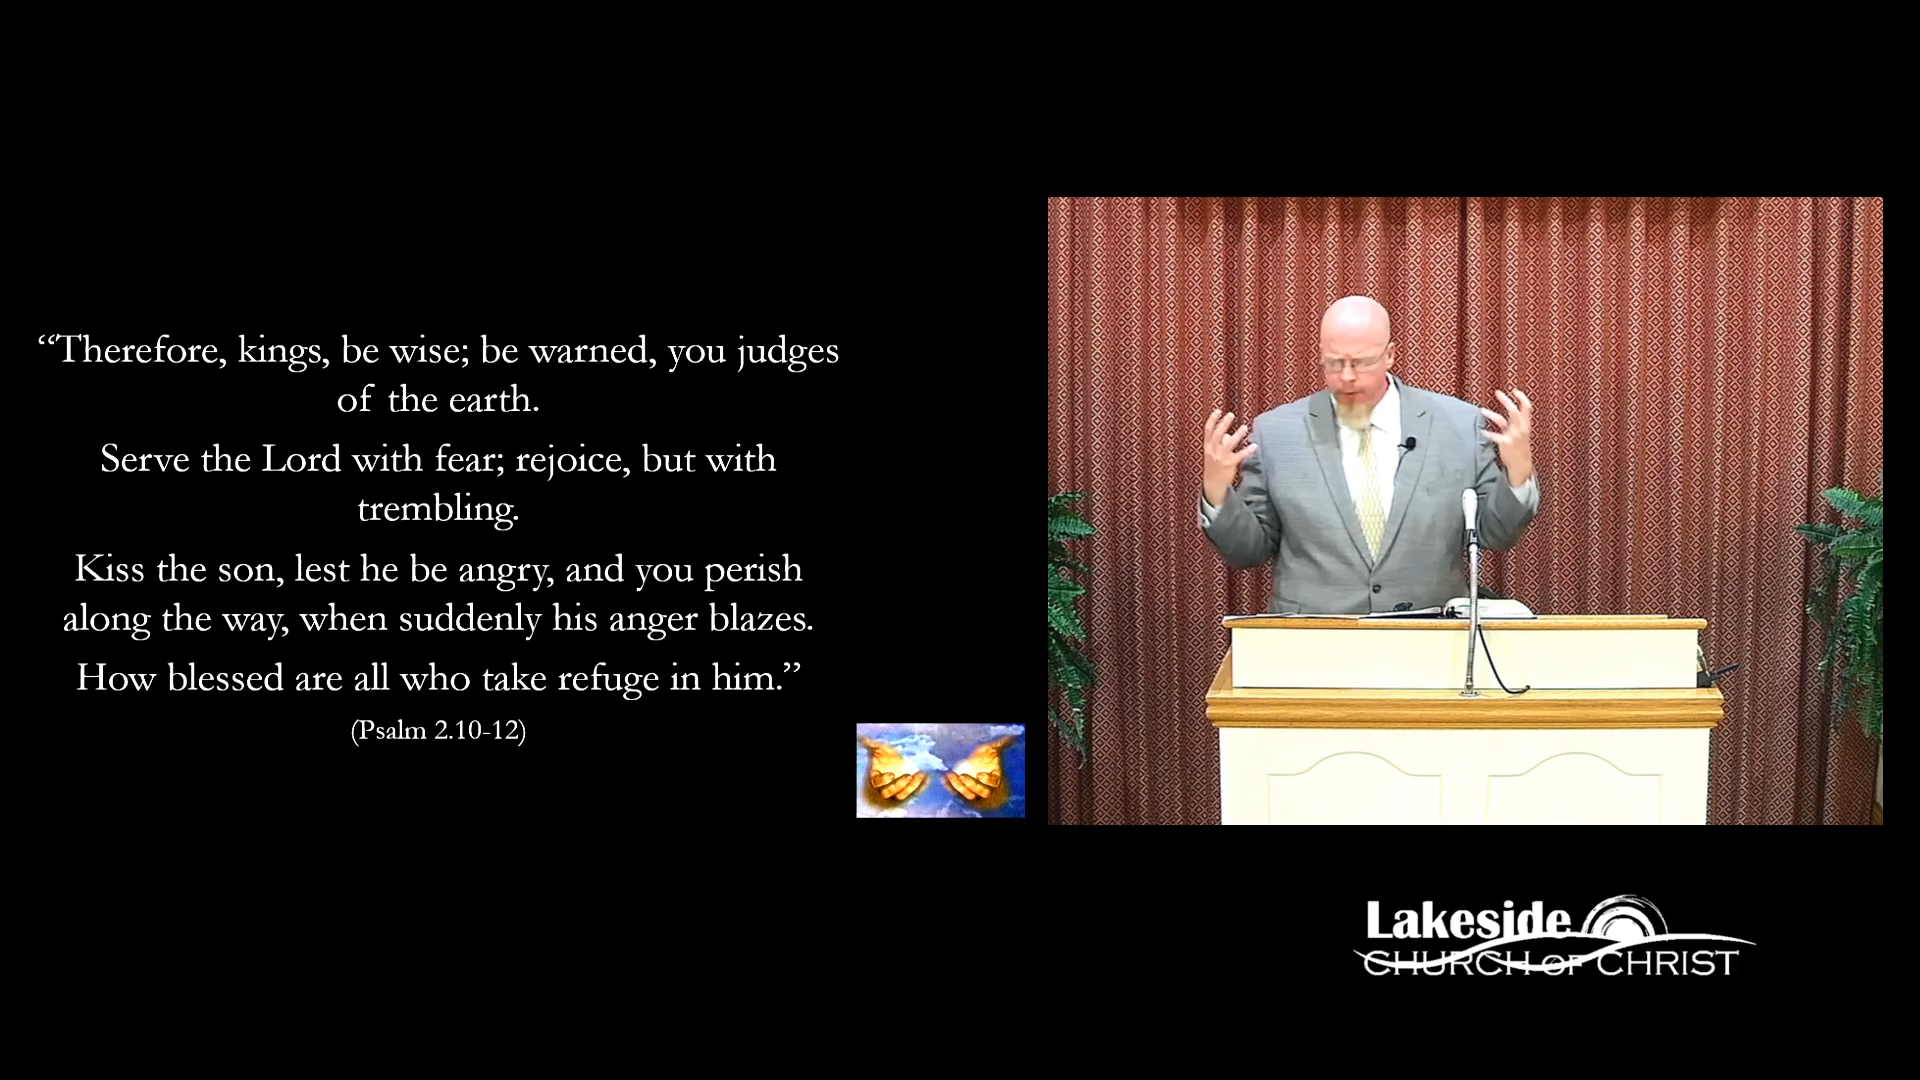 “Therefore, kings, be wise; be warned, you judges
of the earth.
Serve the Lord with fear; rejoice, but with
trembling.
Kiss the son, lest he be angry, and you perish
along the way, when suddenly his anger blazes.
How blessed are all who take refuge in him.”
(Psalm 2.10-12)
Lakeside
CHURCH OF CHRIST